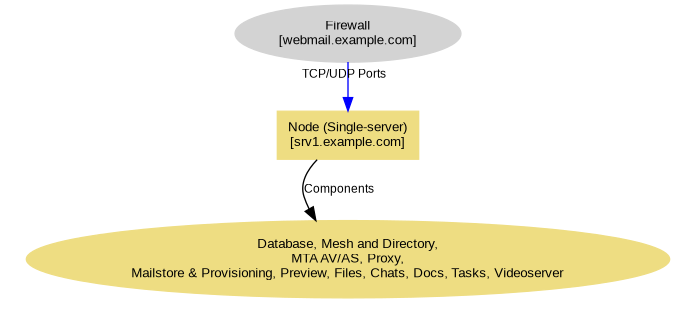 Firewall
[webmail.example.com]
TCP/UDP Ports
Node (Single-server)
[srv1.example.com]
Components
Database, Mesh and Directory,
MTA AV/AS, Proxy,
Mailstore & Provisioning, Preview, Files, Chats, Docs, Tasks, Videoserver